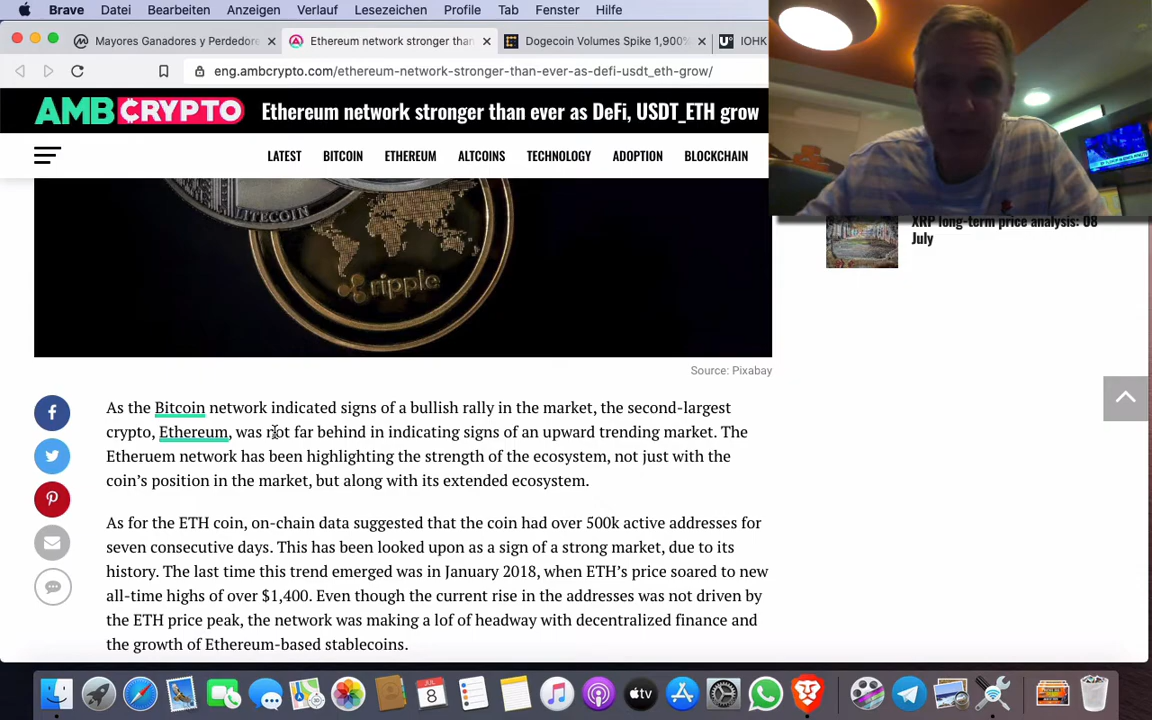 Brave Datei Bearbeiten Anzeigen Verlauf Lesezeichen Profile Tab Fenster Hilfe
Mayores Ganadores y Perdedore
Ethereum network stronger than
Dogecoin Volumes Spike 1,900%
IOHK
eng.ambcrypto.com/ethereum-network-stronger-than-ever-as-defi-usdt_eth-grow/
AMBCRYPTO Ethereum network stronger than ever as DeFi, USDT_ETH grow
LATEST BITCOIN ETHEREUM ALTCOINS TECHNOLOGY ADOPTION BLOCKCHAIN
LITECOIN
ripple
XRP long-term price analysis: 08
July
Source: Pixabay
As the Bitcoin network indicated signs of a bullish rally in the market, the second-largest
crypto, Ethereum, was not far behind in indicating signs of an upward trending market. The
Etheruem network has been highlighting the strength of the ecosystem, not just with the
coin's position in the market, but along with its extended ecosystem.
As for the ETH coin, on-chain data suggested that the coin had over 500k active addresses for
seven consecutive days. This has been looked upon as a sign of a strong market, due to its
history. The last time this trend emerged was in January 2018, when ETH's price soared to new
all-time highs of over $1,400. Even though the current rise in the addresses was not driven by
the ETH price peak, the network was making a lof of headway with decentralized finance and
the growth of Ethereum-based stablecoins.
JUL
8
tv